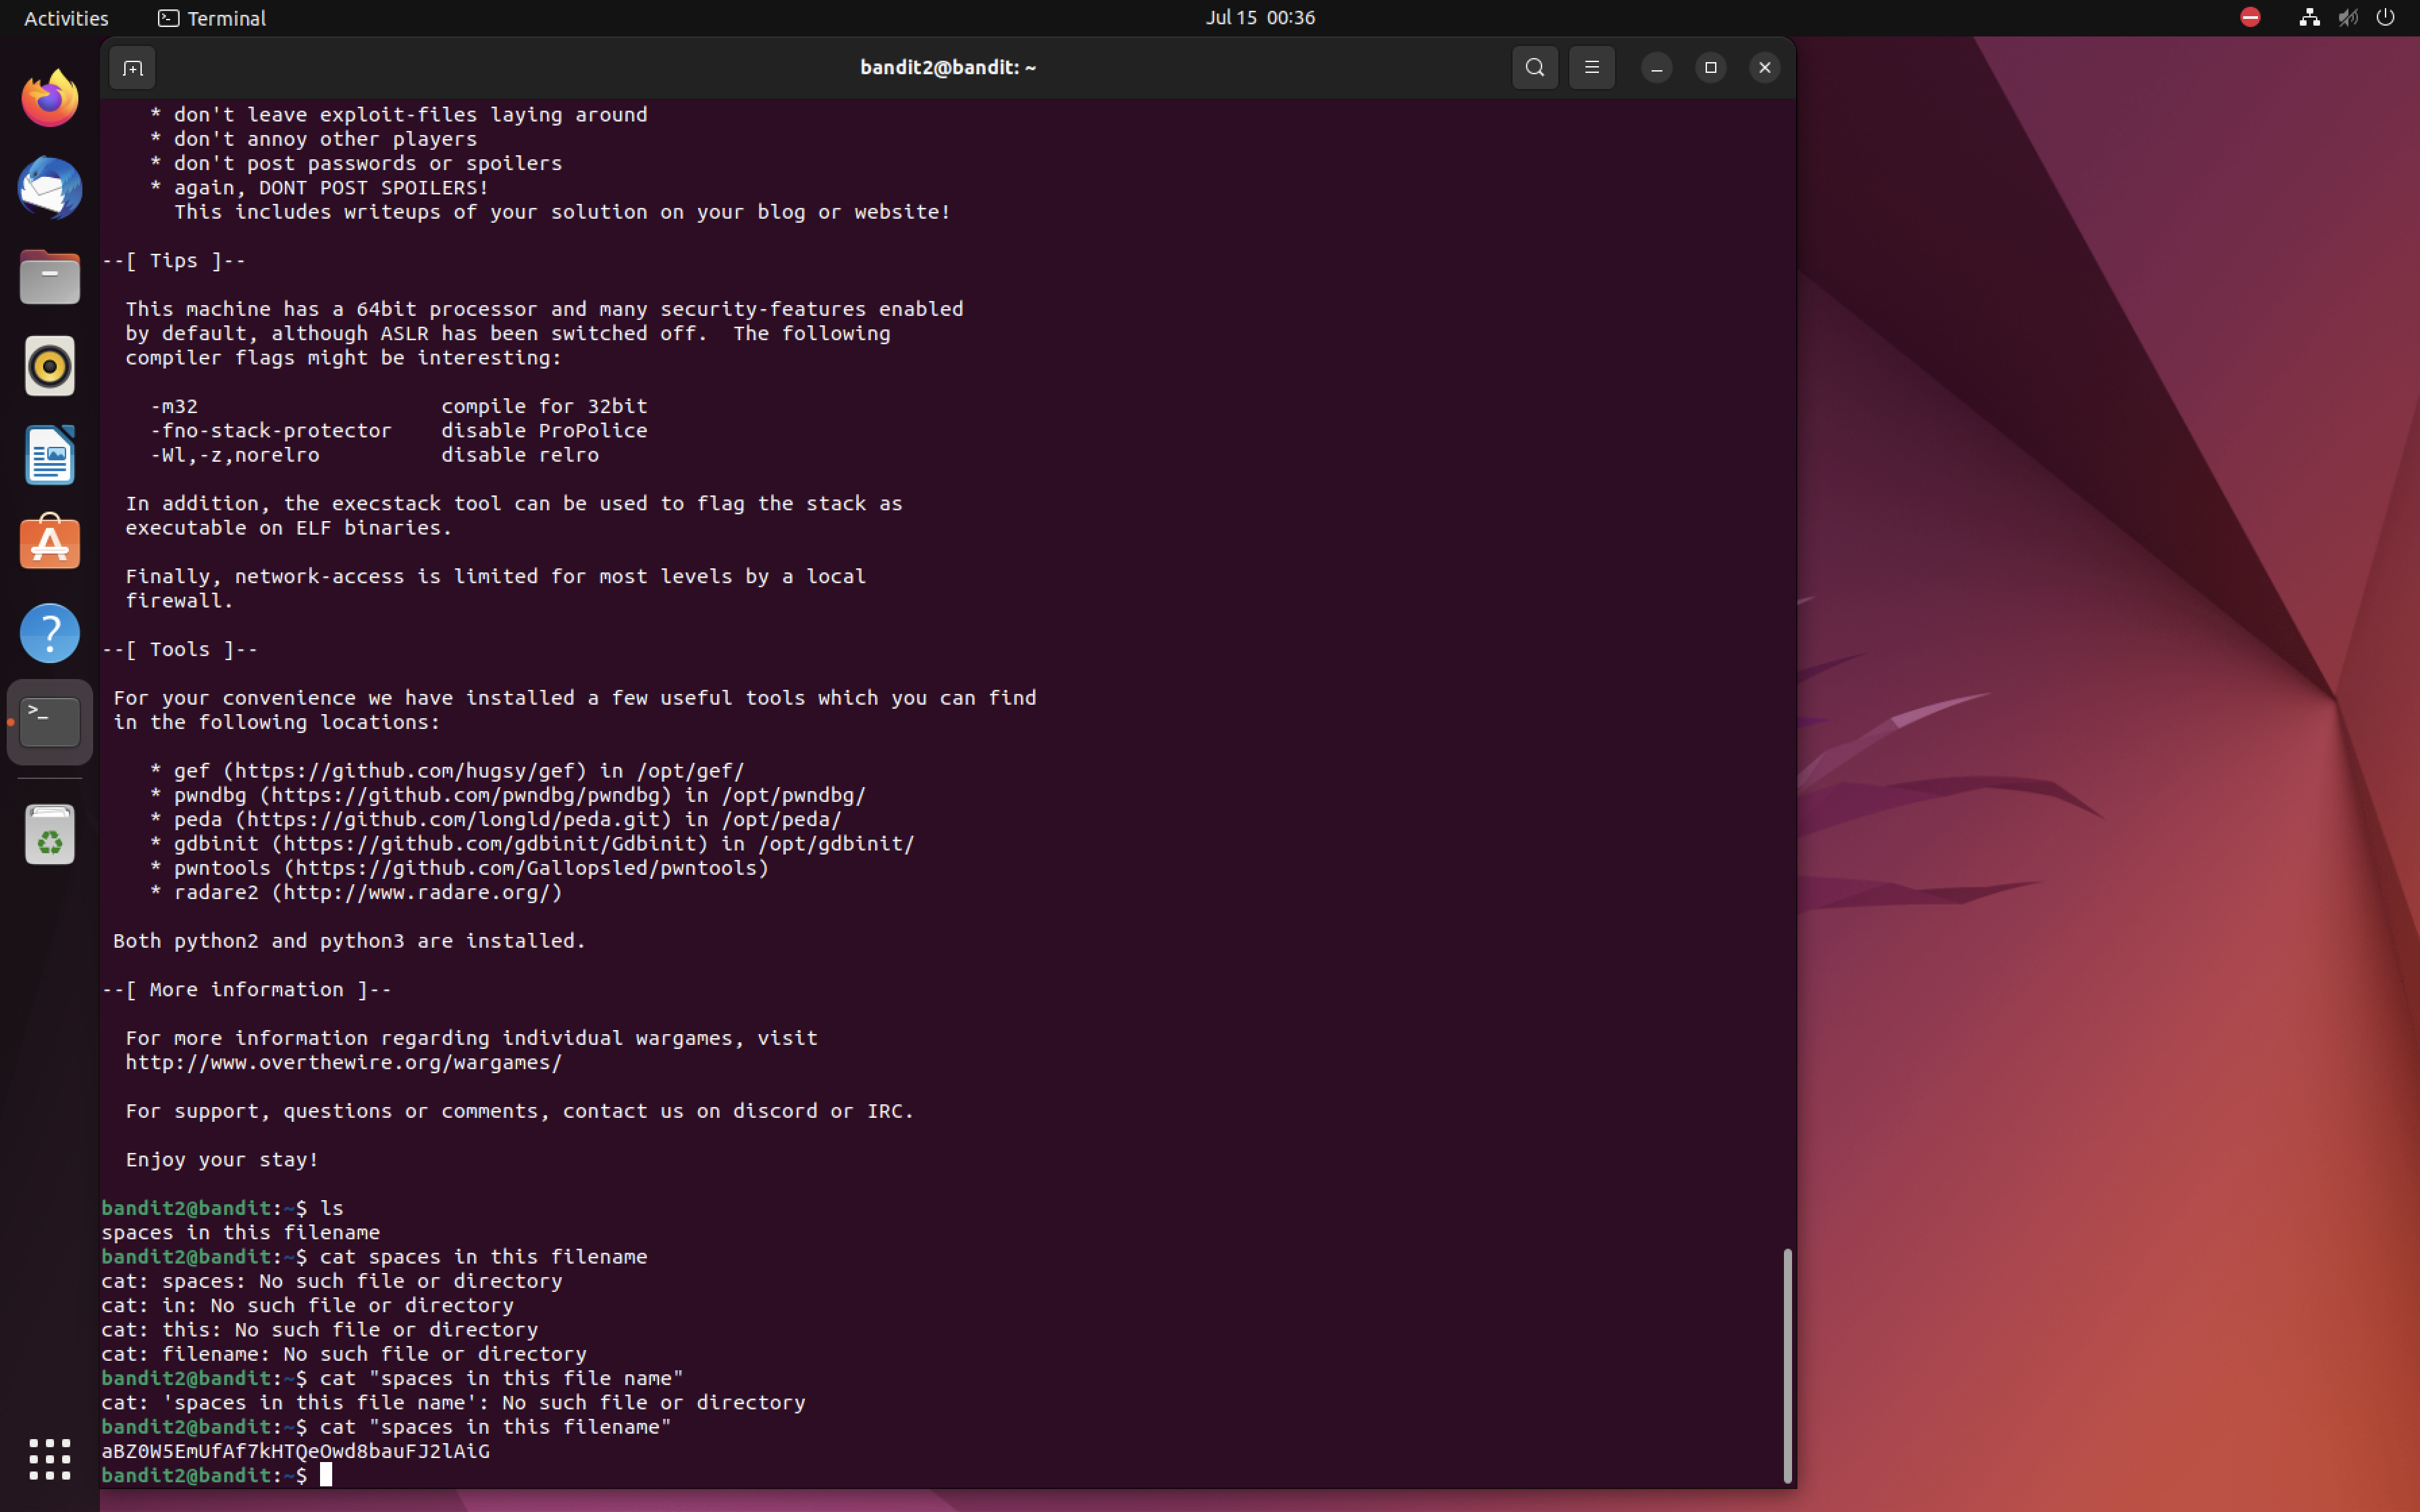 Activities
Terminal
Jul 15 00:36
bandit2@bandit: ~
* don't leave exploit-files laying around
* don't annoy other players
* don't post passwords or spoilers
* again, DONT POST SPOILERS!
This includes writeups of your solution on your blog or website!
--[ Tips ]--
This machine has a 64bit processor and many security-features enabled
by default, although ASLR has been switched off.  The following
compiler flags might be interesting:
-m32                    compile for 32bit
-fno-stack-protector    disable ProPolice
-Wl,-z,norelro          disable relro
In addition, the execstack tool can be used to flag the stack as
executable on ELF binaries.
Finally, network-access is limited for most levels by a local
firewall.
--[ Tools ]--
For your convenience we have installed a few useful tools which you can find
in the following locations:
* gef (https://github.com/hugsy/gef) in /opt/gef/
* pwndbg (https://github.com/pwndbg/pwndbg) in /opt/pwndbg/
* peda (https://github.com/longld/peda.git) in /opt/peda/
* gdbinit (https://github.com/gdbinit/Gdbinit) in /opt/gdbinit/
* pwntools (https://github.com/Gallopsled/pwntools)
* radare2 (http://www.radare.org/)
Both python2 and python3 are installed.
--[ More information ]--
For more information regarding individual wargames, visit
http://www.overthewire.org/wargames/
For support, questions or comments, contact us on discord or IRC.
Enjoy your stay!
bandit2@bandit:~$ ls
spaces in this filename
bandit2@bandit:~$ cat spaces in this filename
cat: spaces: No such file or directory
cat: in: No such file or directory
cat: this: No such file or directory
cat: filename: No such file or directory
bandit2@bandit:~$ cat "spaces in this file name"
cat: 'spaces in this file name': No such file or directory
bandit2@bandit:~$ cat "spaces in this filename"
aBZ0W5EmUfAf7kHTQeOwd8bauFJ2lAiG
bandit2@bandit:~$